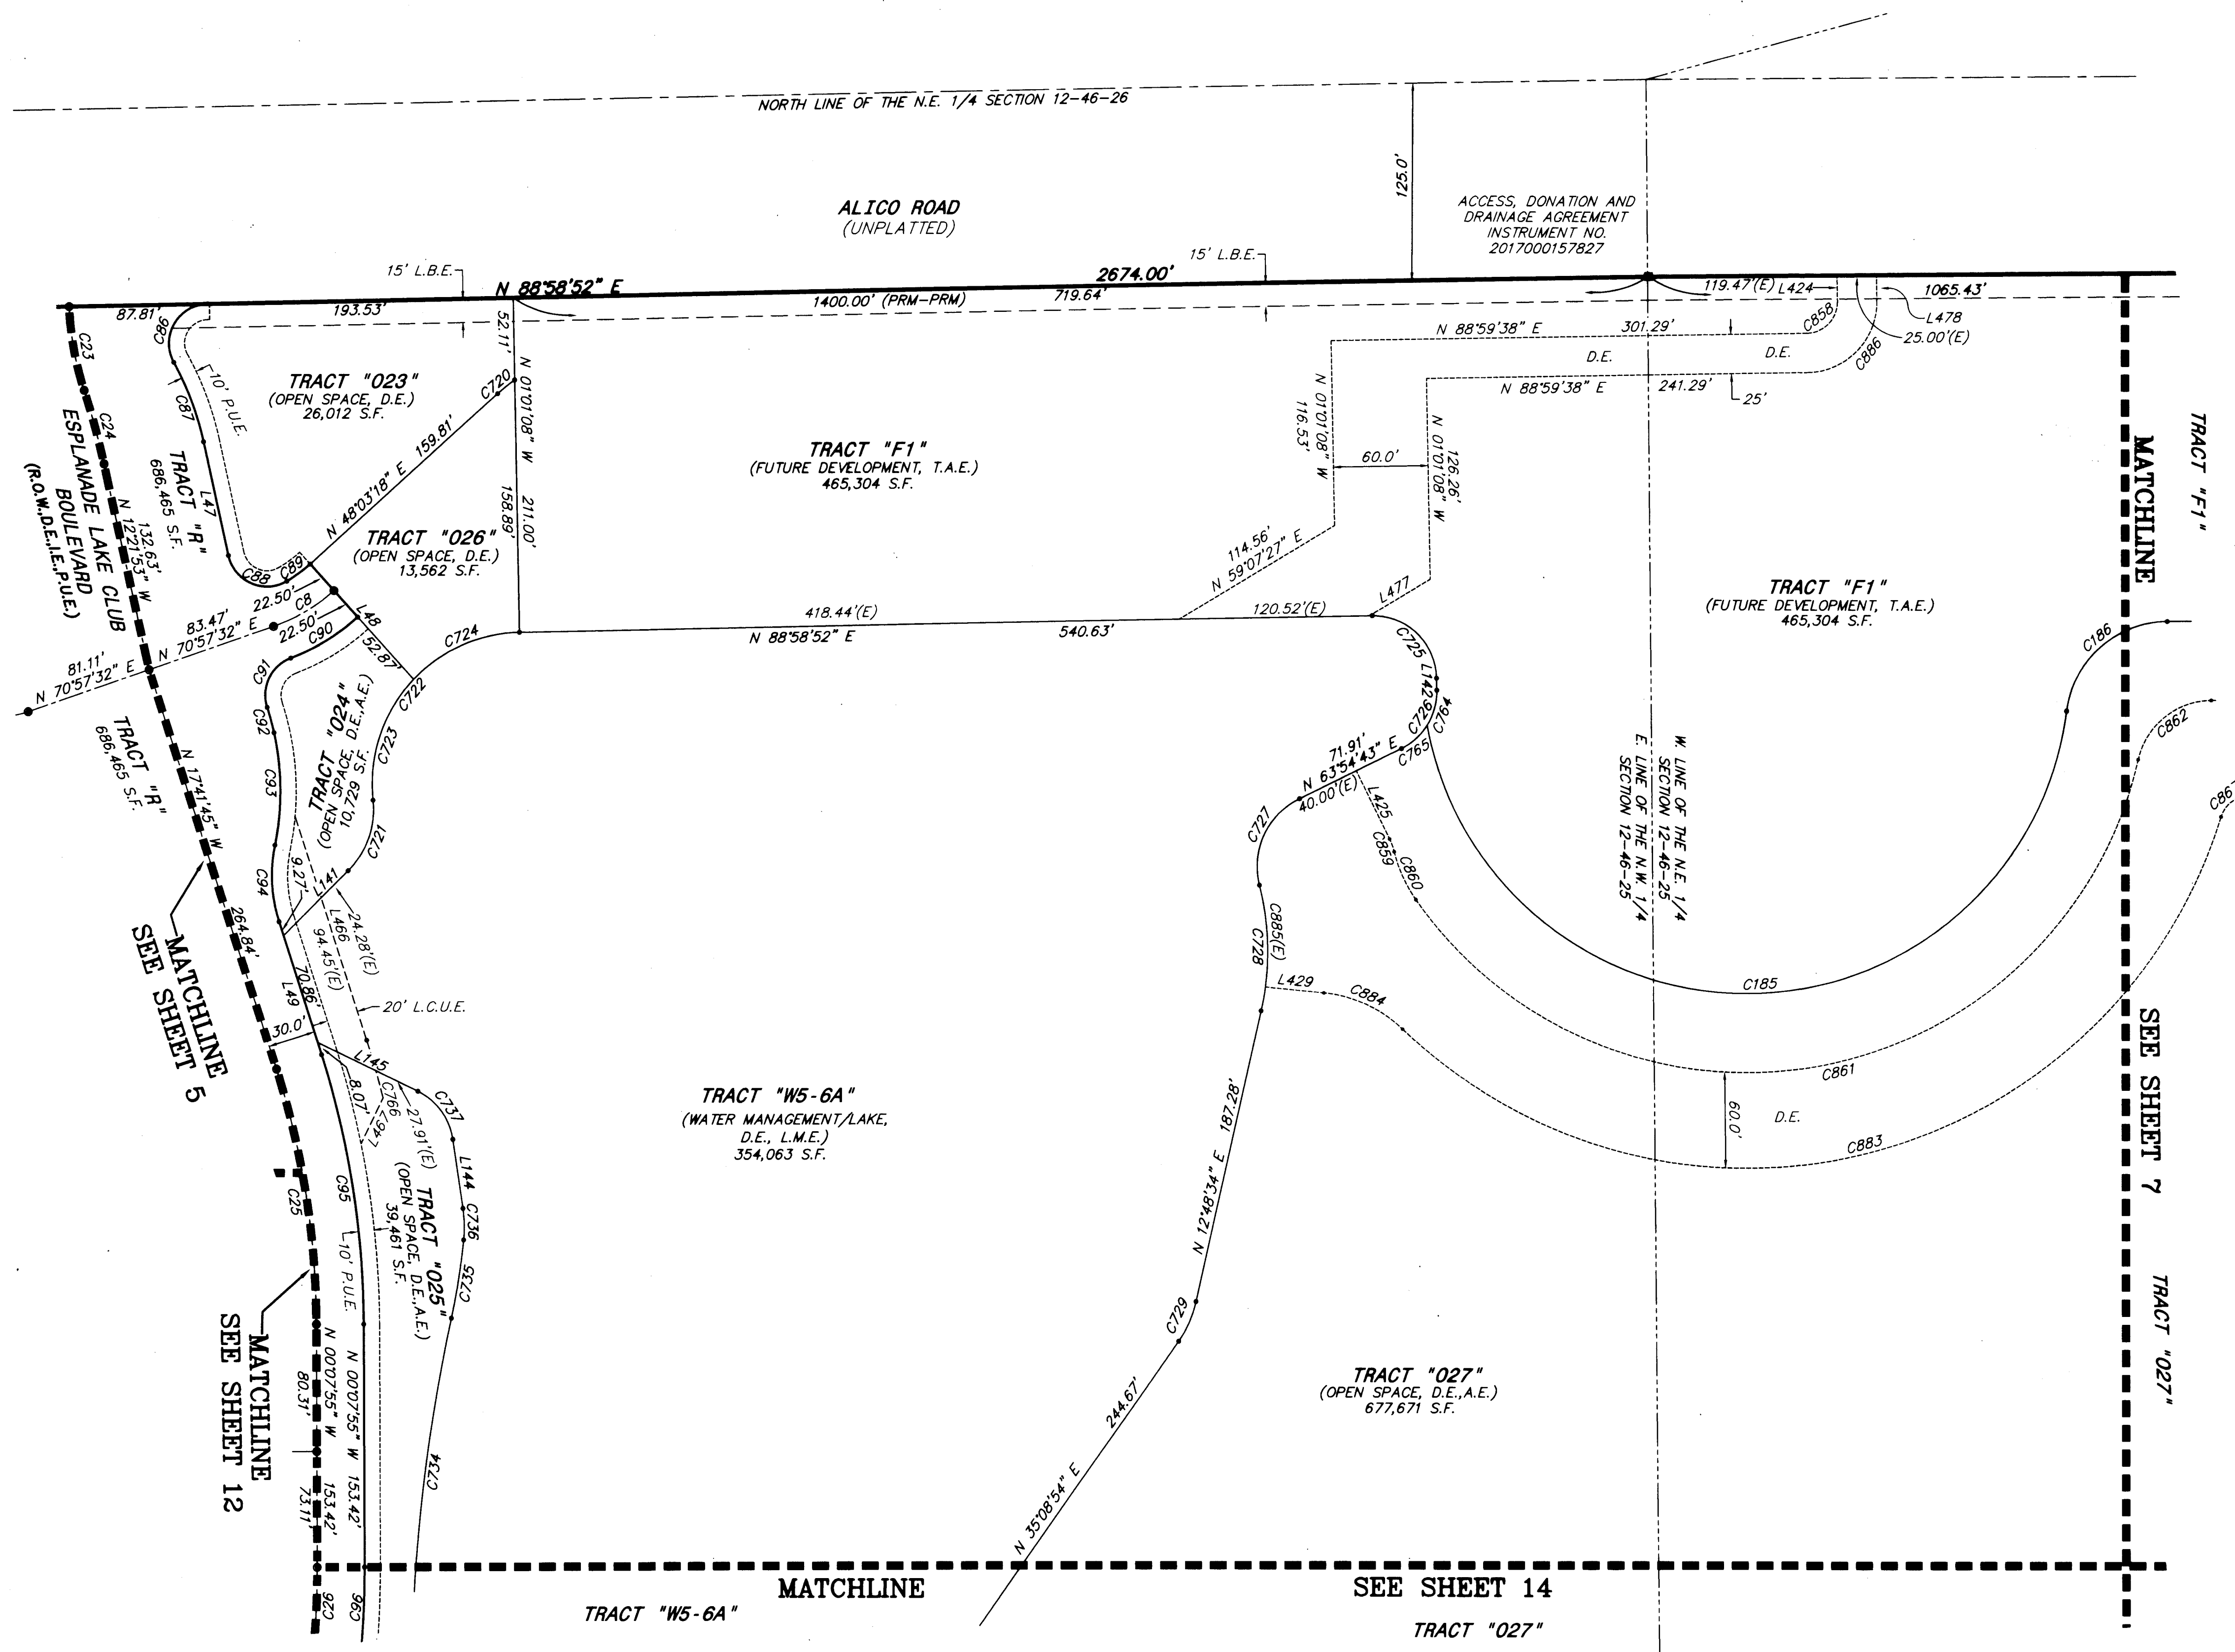 NORTH LINE OF THE N.E. 1/4 SECTION 12-46-26
125.0'
ALICO ROAD
(UNPLATTED)
ACCESS, DONATION AND
DRAINAGE AGREEMENT
INSTRUMENT NO.
2017000157827
15' L.B.E.
15' L.B.E.
N 88°58'52" E
2674.00'
87.81'
193.53'
1400.00' (PRM-PRM)
719.64'
119.47'(E)
L424
1065.43'
L478
25.00'(E)
C858
C886
C23
C86
C24
C87
10' P.U.E.
TRACT "023"
(OPEN SPACE, D.E.)
26,012 S.F.
52.11'
C720
N 01°01'08" W
211.00'
158.89'
N 48°03'18" E 159.81'
TRACT "F1"
(FUTURE DEVELOPMENT, T.A.E.)
465,304 S.F.
N 88°59'38" E
301.29'
D.E.
D.E.
N 88°59'38" E
241.29'
25'
N 01°01'08" W
116.53'
60.0'
126.26'
N 01°01'08" W
114.56'
N 59°07'27" E
L477
TRACT "F1"
MATCHLINE
ESPLANADE LAKE CLUB
BOULEVARD
(R.O.W.,D.E.,I.E.,P.U.E.)
TRACT "R"
686,465 S.F.
L47
132.63'
N 12°21'53" W
TRACT "026"
(OPEN SPACE, D.E.)
13,562 S.F.
C88
C89
22.50'
C8
22.50'
L48
C90
83.47'
N 70°57'32" E
81.11'
N 70°57'32" E
C91
52.87'
C724
418.44'(E)
N 88°58'52" E
540.63'
120.52'(E)
TRACT "F1"
(FUTURE DEVELOPMENT, T.A.E.)
465,304 S.F.
C186
C862
C725
L142
C726
C764
C765
TRACT "R"
686,465 S.F.
C92
C93
TRACT "024"
(OPEN SPACE, D.E.,A.E.)
10,729 S.F.
C722
C723
C721
71.91'
N 63°54'43" E
40.00'(E)
C727
L425
C859
C860
W. LINE OF THE N.E. 1/4
SECTION 12-46-25
E. LINE OF THE N.W. 1/4
SECTION 12-46-25
N 17°41'45" W
264.84'
MATCHLINE
SEE SHEET 5
C94
9.27'
L141
24.28'(E)
L466
94.45'(E)
20' L.C.U.E.
70.86'
L49
30.0'
C885(E)
C728
L429
C884
C185
C861
60.0'
D.E.
C883
SEE SHEET 7
L145
8.07'
C766
27.91'(E)
C737
L144
C736
C735
C734
TRACT "025"
(OPEN SPACE, D.E.,A.E.)
39,461 S.F.
C95
C25
10' P.U.E.
TRACT "W5-6A"
(WATER MANAGEMENT/LAKE,
D.E., L.M.E.)
354,063 S.F.
N 12°48'34" E 187.28'
C729
244.67'
N 35°08'54" E
TRACT "027"
(OPEN SPACE, D.E.,A.E.)
677,671 S.F.
TRACT "027"
MATCHLINE
SEE SHEET 12
N 00°07'55" W
80.31'
N 00°07'55" W 153.42'
153.42'
73.11'
C26
C96
MATCHLINE
SEE SHEET 14
TRACT "W5-6A"
TRACT "027"